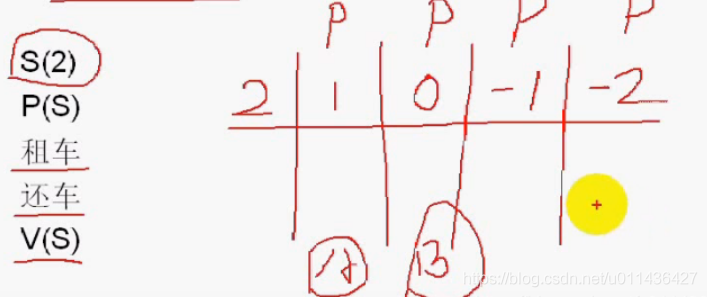 P P P P
S(2)
2 1 0 -1 -2
P(S)
租车
还车
V(S)
13
https://blog.csdn.net/u011436427